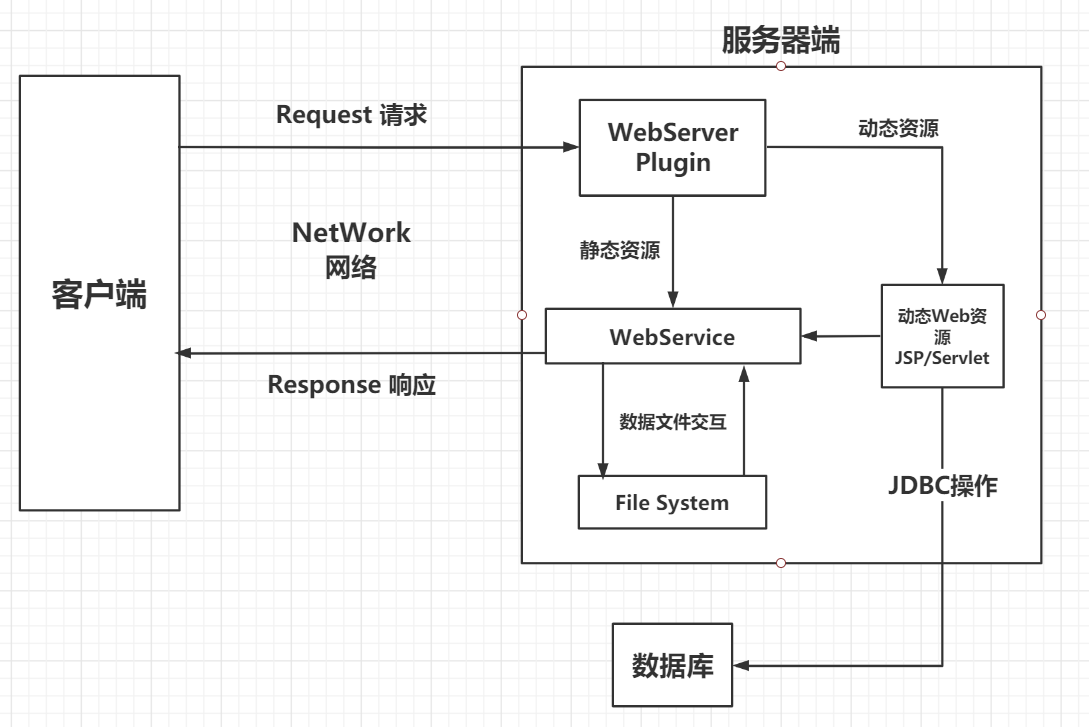 服务器端
Request 请求
WebServer
Plugin
动态资源
NetWork
网络
静态资源
客户端
动态Web资
源
JSP/Servlet
WebService
Response 响应
数据文件交互
JDBC操作
File System
数据库